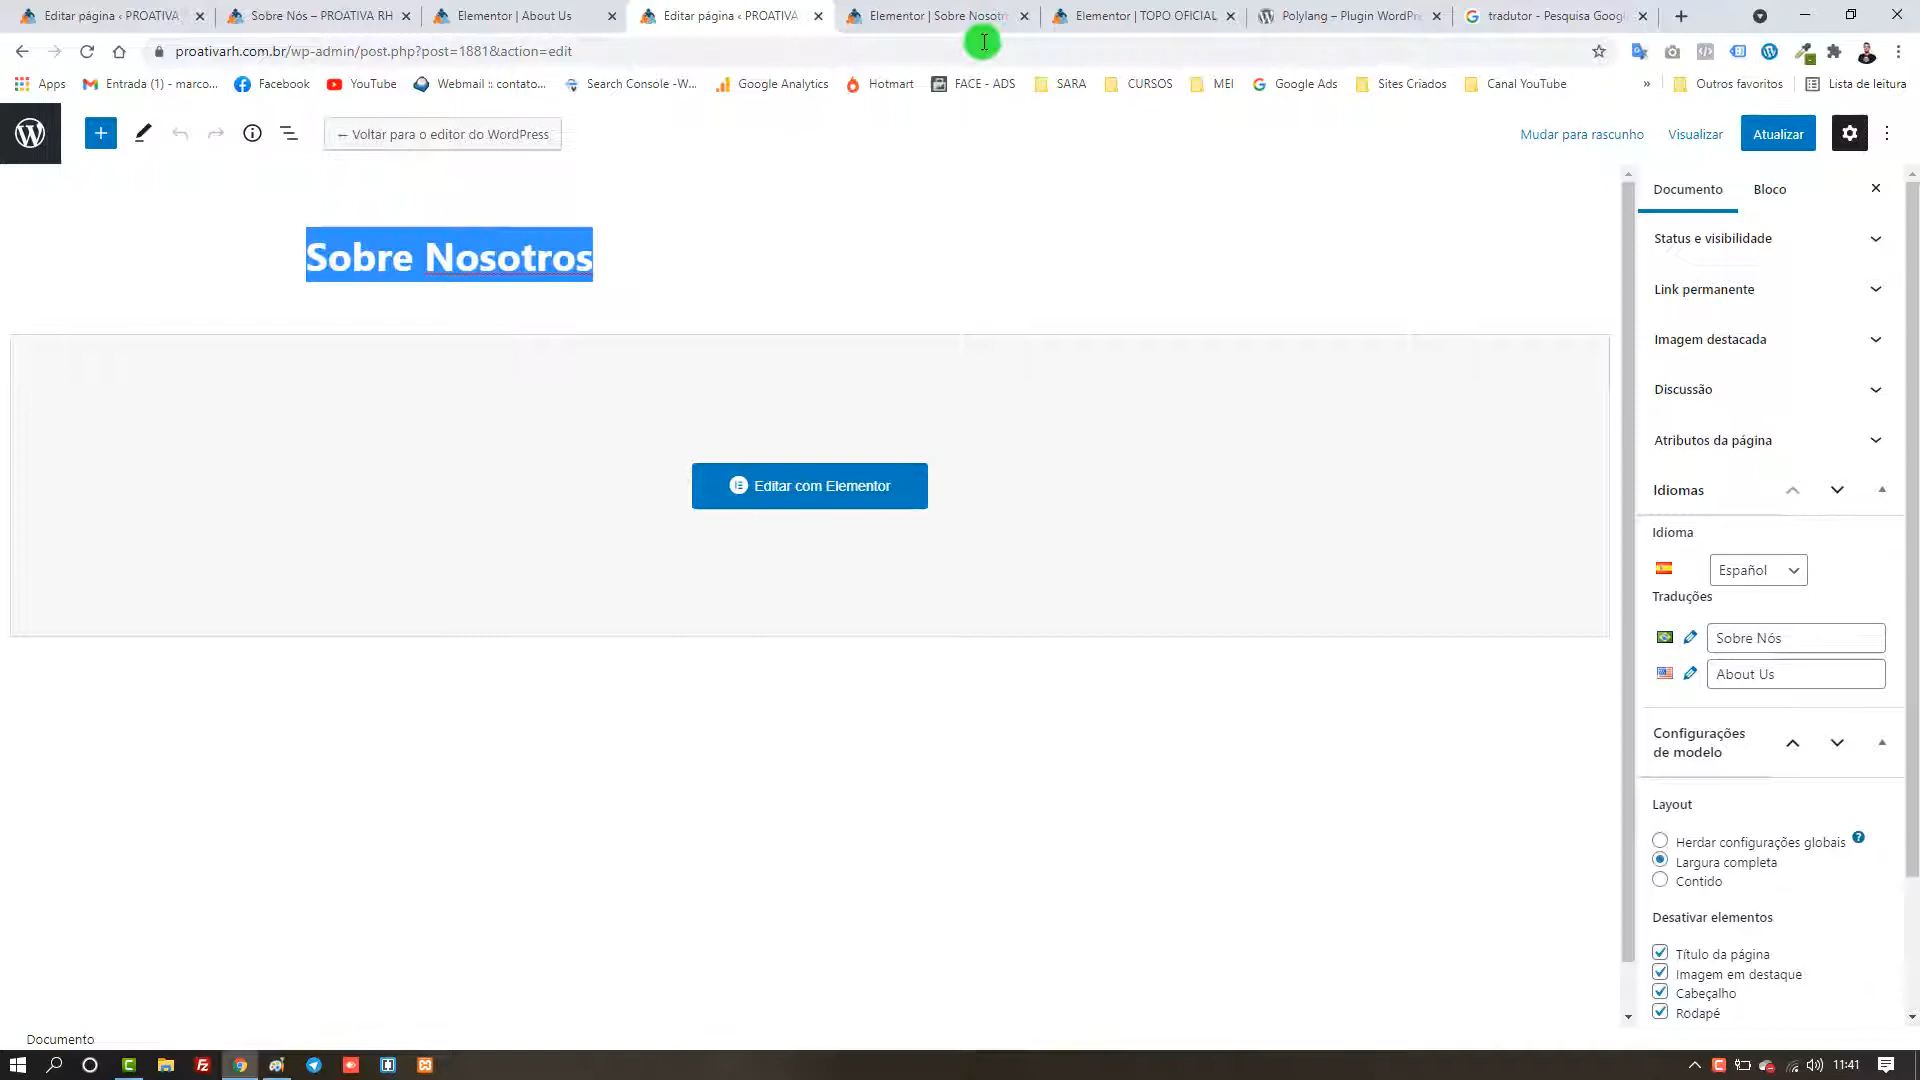 Editar página ‹ PROATIVA
Sobre Nós – PROATIVA RH
Elementor | About Us
Editar página ‹ PROATIVA
Elementor | Sobre Nosotr
Elementor | TOPO OFICIAL
Polylang – Plugin WordPr
tradutor - Pesquisa Googl
proativarh.com.br/wp-admin/post.php?post=1881&action=edit
Apps
Entrada (1) - marco...
Facebook
YouTube
Webmail :: contato...
Search Console - W...
Google Analytics
Hotmart
FACE - ADS
SARA
CURSOS
MEI
Google Ads
Sites Criados
Canal YouTube
»
Outros favoritos
Lista de leitura
← Voltar para o editor do WordPress
Mudar para rascunho
Visualizar
Atualizar
Documento
Bloco
Sobre Nosotros
Status e visibilidade
Link permanente
Imagem destacada
Discussão
Atributos da página
Editar com Elementor
Idiomas
Idioma
Español
Traduções
Sobre Nós
About Us
Configurações
de modelo
Layout
Herdar configurações globais
Largura completa
Contido
Desativar elementos
Título da página
Imagem em destaque
Cabeçalho
Rodapé
Documento
11:41